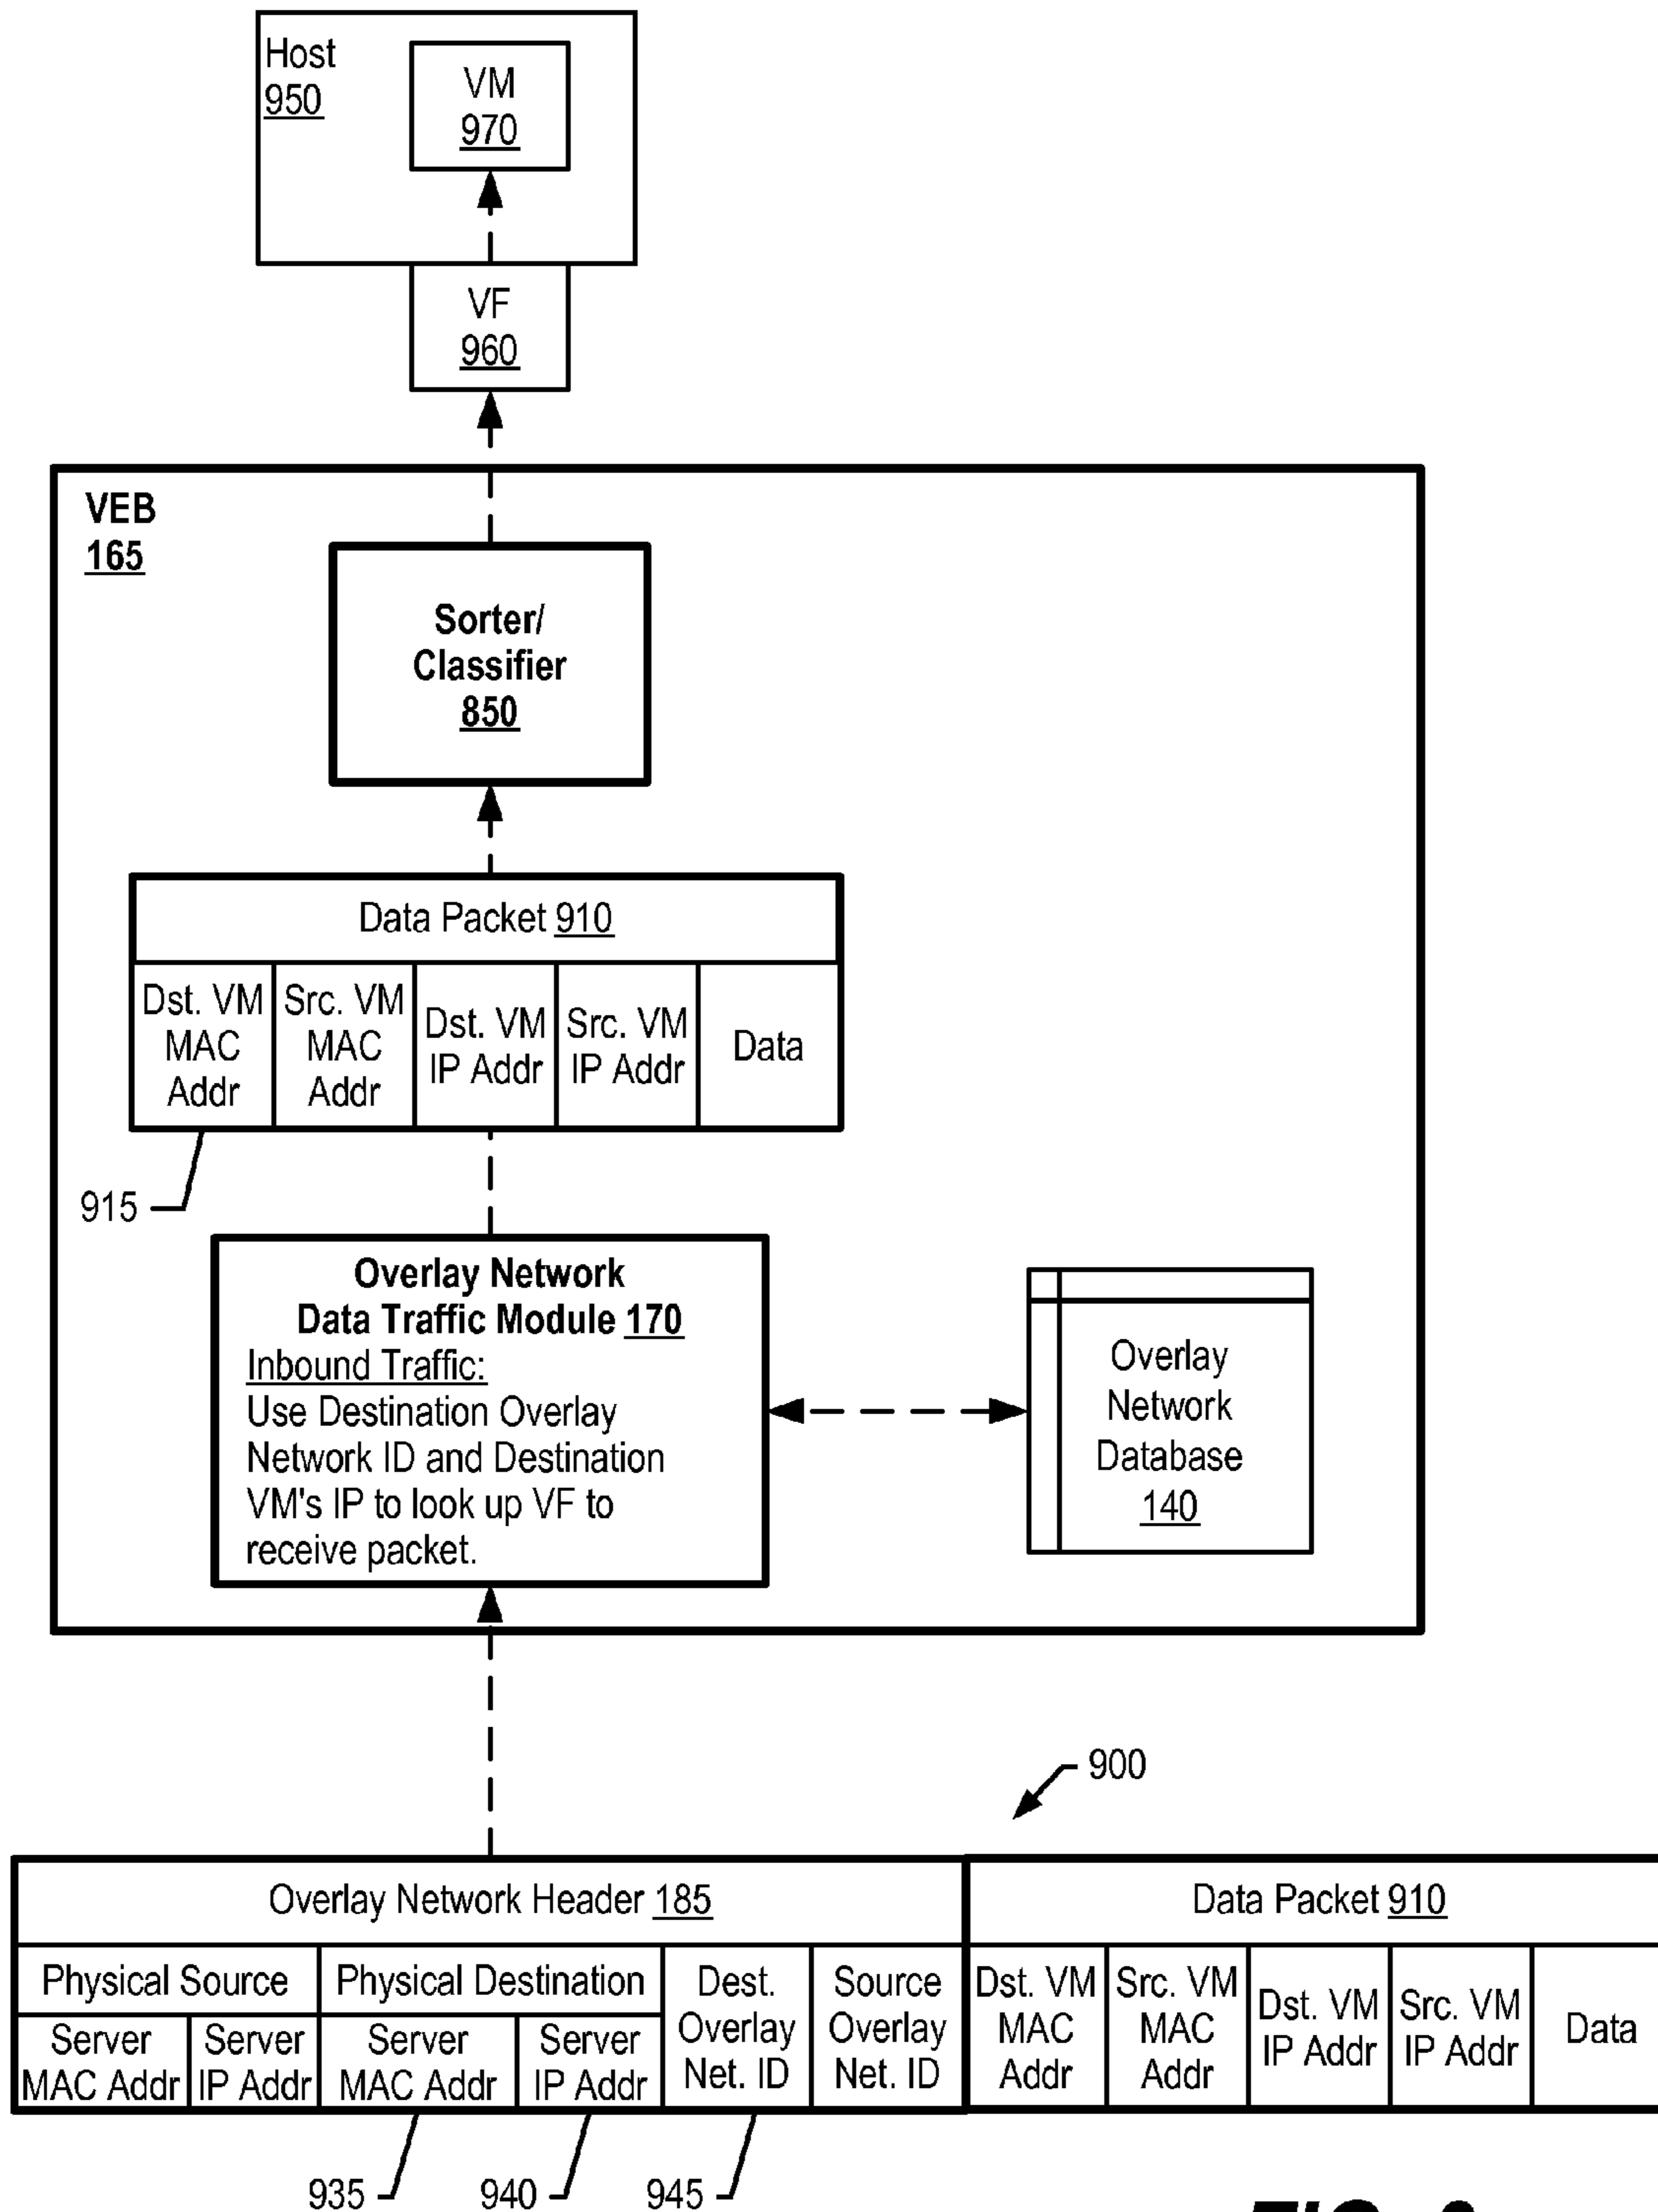 Host
950
VM
970
VF
960
VEB
165
Sorter/
Classifier
850
Data Packet 910
Dst. VM
MAC
Addr
Src. VM
MAC
Addr
Dst. VM
IP Addr
Src. VM
IP Addr
Data
915
Overlay Network
Data Traffic Module 170
Inbound Traffic:
Use Destination Overlay
Network ID and Destination
VM's IP to look up VF to
receive packet.
Overlay
Network
Database
140
900
Overlay Network Header 185
Data Packet 910
Physical Source
Physical Destination
Server
MAC Addr
Server
IP Addr
Server
MAC Addr
Server
IP Addr
Dest.
Overlay
Net. ID
Source
Overlay
Net. ID
Dst. VM
MAC
Addr
Src. VM
MAC
Addr
Dst. VM
IP Addr
Src. VM
IP Addr
Data
935
940
945